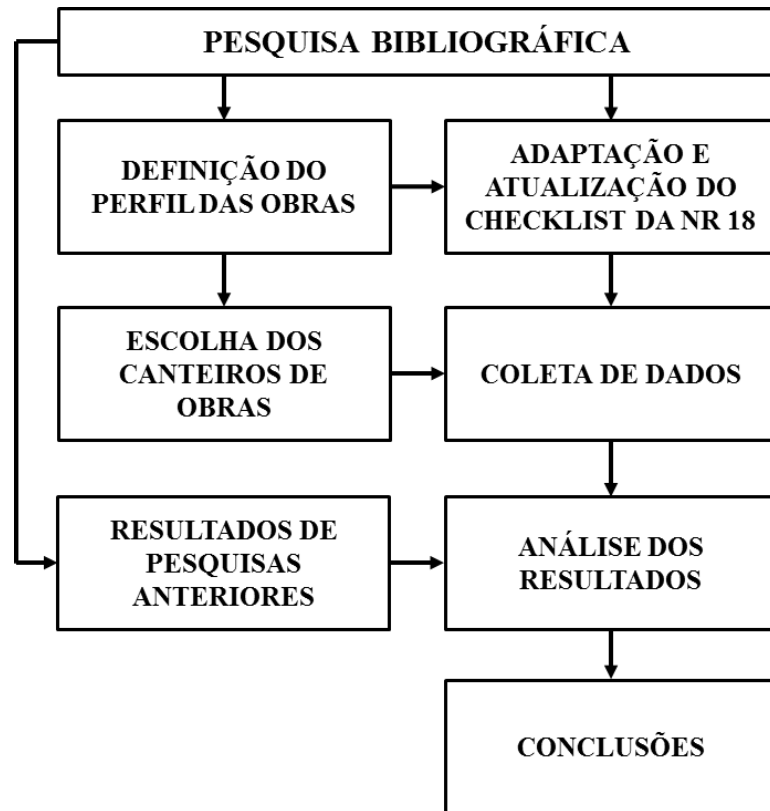 PESQUISA BIBLIOGRÁFICA
DEFINIÇÃO DO
PERFIL DAS OBRAS
ADAPTAÇÃO E
ATUALIZAÇÃO DO
CHECKLIST DA NR 18
ESCOLHA DOS
CANTEIROS DE
OBRAS
COLETA DE DADOS
RESULTADOS DE
PESQUISAS
ANTERIORES
ANÁLISE DOS
RESULTADOS
CONCLUSÕES